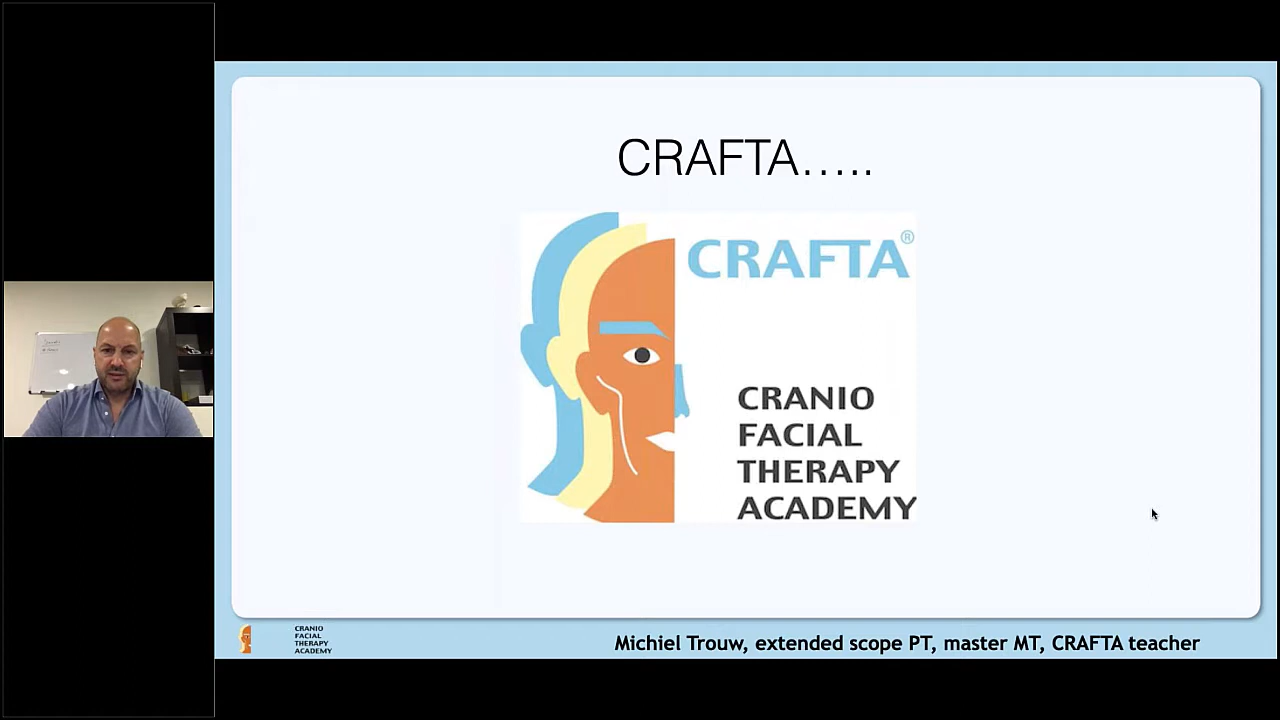 CRAFTA.....
CRAFTA®
CRANIO
FACIAL
THERAPY
ACADEMY
CRANIO
FACIAL
THERAPY
ACADEMY
Michiel Trouw, extended scope PT, master MT, CRAFTA teacher